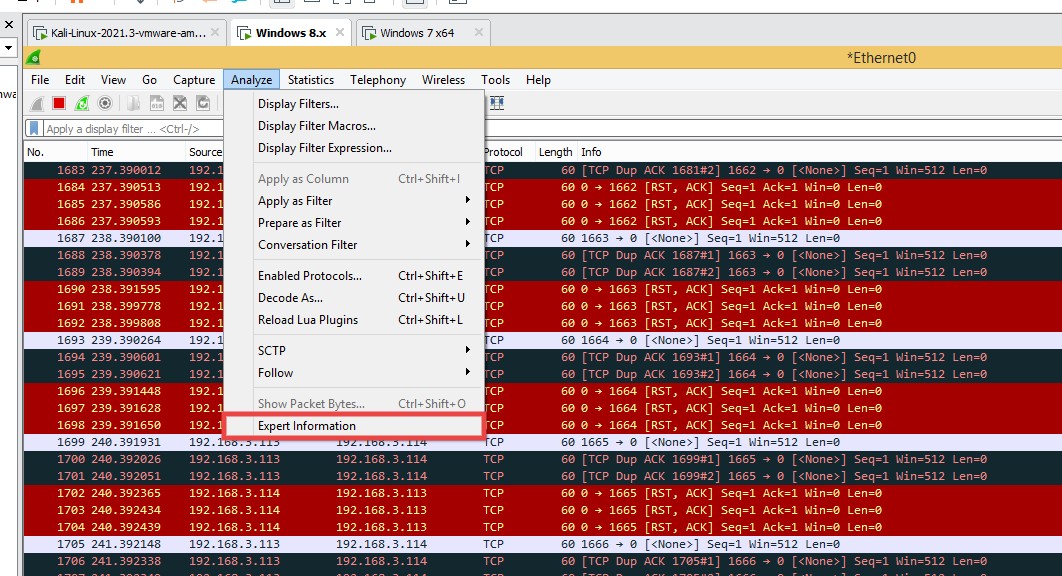 Kali-Linux-2021.3-vmware-am... Windows 8.x Windows 7 x64
*Ethernet0
File Edit View Go Capture Analyze Statistics Telephony Wireless Tools Help
Apply a display filter ... <Ctrl-/>
Display Filters...
Display Filter Macros...
Display Filter Expression...
Apply as Column Ctrl+Shift+I
Apply as Filter
Prepare as Filter
Conversation Filter
Enabled Protocols... Ctrl+Shift+E
Decode As... Ctrl+Shift+U
Reload Lua Plugins Ctrl+Shift+L
SCTP
Follow
Show Packet Bytes... Ctrl+Shift+O
Expert Information
No. Time Source Protocol Length Info
1683 237.390012 192.1 TCP 60 [TCP Dup ACK 1681#2] 1662 → 0 [<None>] Seq=1 Win=512 Len=0
1684 237.390513 192.1 TCP 60 0 → 1662 [RST, ACK] Seq=1 Ack=1 Win=0 Len=0
1685 237.390586 192.1 TCP 60 0 → 1662 [RST, ACK] Seq=1 Ack=1 Win=0 Len=0
1686 237.390593 192.1 TCP 60 0 → 1662 [RST, ACK] Seq=1 Ack=1 Win=0 Len=0
1687 238.390100 192.1 TCP 60 1663 → 0 [<None>] Seq=1 Win=512 Len=0
1688 238.390378 192.1 TCP 60 [TCP Dup ACK 1687#1] 1663 → 0 [<None>] Seq=1 Win=512 Len=0
1689 238.390394 192.1 TCP 60 [TCP Dup ACK 1687#2] 1663 → 0 [<None>] Seq=1 Win=512 Len=0
1690 238.391595 192.1 TCP 60 0 → 1663 [RST, ACK] Seq=1 Ack=1 Win=0 Len=0
1691 238.399778 192.1 TCP 60 0 → 1663 [RST, ACK] Seq=1 Ack=1 Win=0 Len=0
1692 238.399808 192.1 TCP 60 0 → 1663 [RST, ACK] Seq=1 Ack=1 Win=0 Len=0
1693 239.390264 192.1 TCP 60 1664 → 0 [<None>] Seq=1 Win=512 Len=0
1694 239.390601 192.1 TCP 60 [TCP Dup ACK 1693#1] 1664 → 0 [<None>] Seq=1 Win=512 Len=0
1695 239.390621 192.1 TCP 60 [TCP Dup ACK 1693#2] 1664 → 0 [<None>] Seq=1 Win=512 Len=0
1696 239.391448 192.1 TCP 60 0 → 1664 [RST, ACK] Seq=1 Ack=1 Win=0 Len=0
1697 239.391628 192.1 TCP 60 0 → 1664 [RST, ACK] Seq=1 Ack=1 Win=0 Len=0
1698 239.391650 192.1 TCP 60 0 → 1664 [RST, ACK] Seq=1 Ack=1 Win=0 Len=0
1699 240.391931 192.168.3.113 192.168.3.114 TCP 60 1665 → 0 [<None>] Seq=1 Win=512 Len=0
1700 240.392026 192.168.3.113 192.168.3.114 TCP 60 [TCP Dup ACK 1699#1] 1665 → 0 [<None>] Seq=1 Win=512 Len=0
1701 240.392051 192.168.3.113 192.168.3.114 TCP 60 [TCP Dup ACK 1699#2] 1665 → 0 [<None>] Seq=1 Win=512 Len=0
1702 240.392365 192.168.3.114 192.168.3.113 TCP 60 0 → 1665 [RST, ACK] Seq=1 Ack=1 Win=0 Len=0
1703 240.392434 192.168.3.114 192.168.3.113 TCP 60 0 → 1665 [RST, ACK] Seq=1 Ack=1 Win=0 Len=0
1704 240.392439 192.168.3.114 192.168.3.113 TCP 60 0 → 1665 [RST, ACK] Seq=1 Ack=1 Win=0 Len=0
1705 241.392148 192.168.3.113 192.168.3.114 TCP 60 1666 → 0 [<None>] Seq=1 Win=512 Len=0
1706 241.392338 192.168.3.113 192.168.3.114 TCP 60 [TCP Dup ACK 1705#1] 1666 → 0 [<None>] Seq=1 Win=512 Len=0